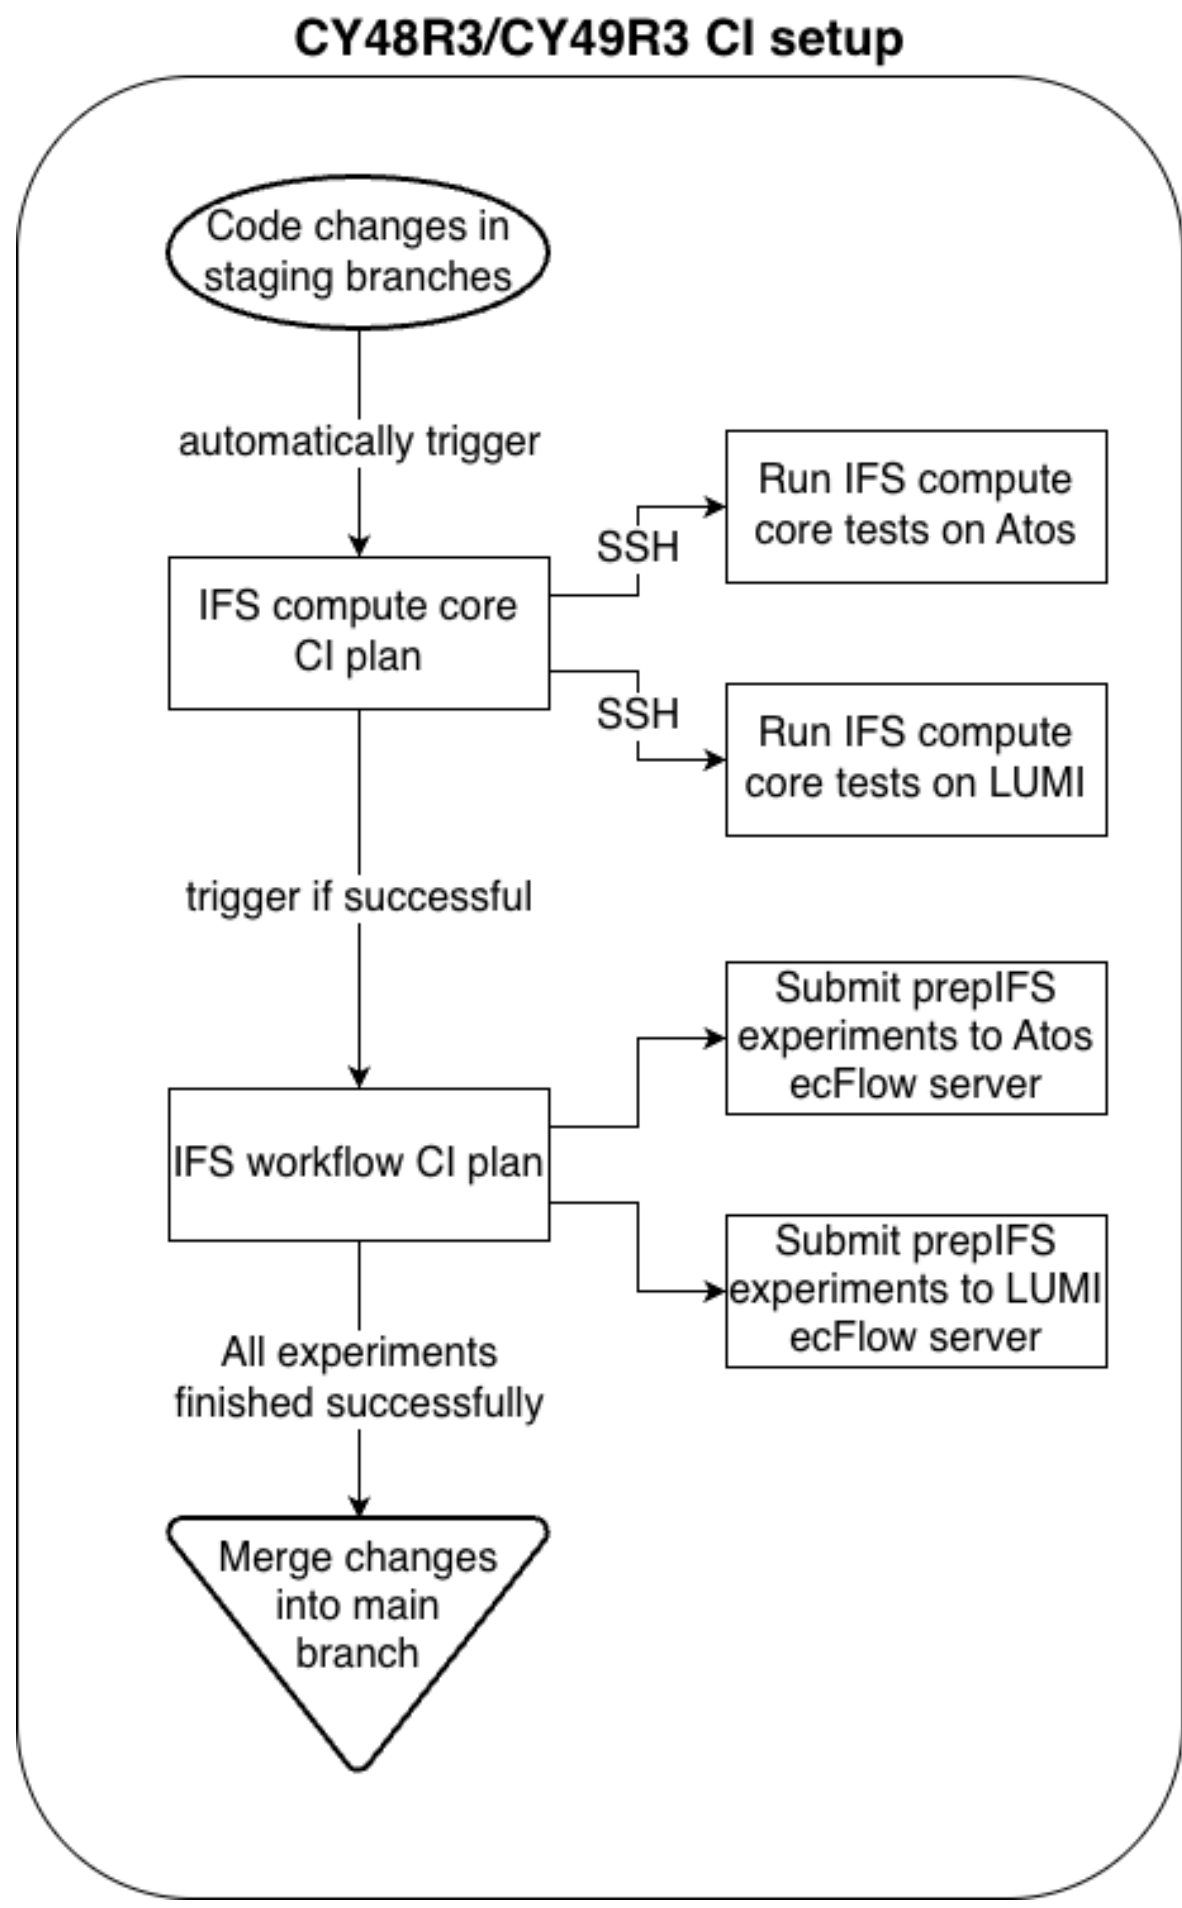 CY48R3/CY49R3 CI setup
Code changes in
staging branches
automatically trigger
IFS compute core
CI plan
SSH
Run IFS compute
core tests on Atos
SSH
Run IFS compute
core tests on LUMI
trigger if successful
IFS workflow CI plan
Submit prepIFS
experiments to Atos
ecFlow server
Submit prepIFS
experiments to LUMI
ecFlow server
All experiments
finished successfully
Merge changes
into main
branch